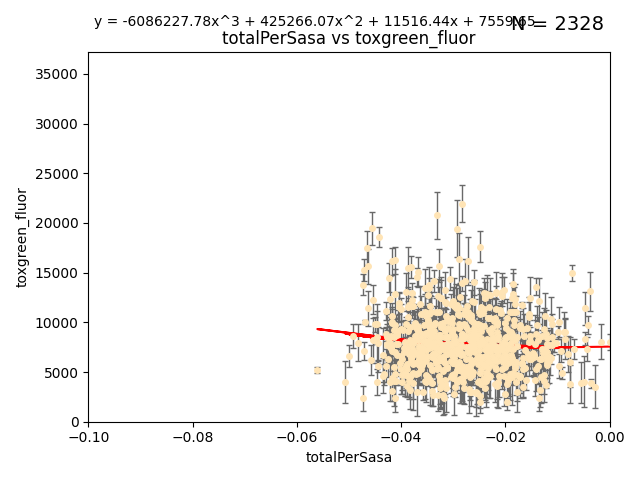 y = -6086227.78x^3 + 425266.07x^2 + 11516.44x + 7559.65
N = 2328
totalPerSasa vs toxgreen_fluor
35000
30000
25000
20000
15000
10000
5000
0
toxgreen_fluor
−0.10 −0.08 −0.06 −0.04 −0.02 0.00
totalPerSasa